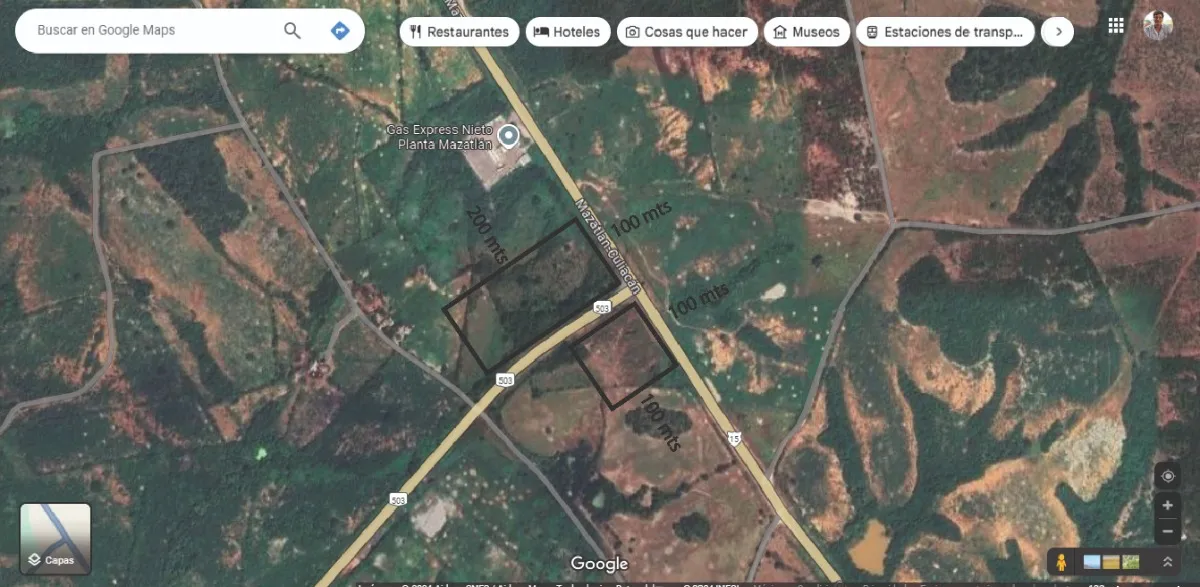 Buscar en Google Maps
Restaurantes
Hoteles
Cosas que hacer
Museos
Estaciones de transp...
Gas Express Nieto
Planta Mazatlán
200 mts
100 mts
Mazatlán-Culiacán
100 mts
503
503
100 mts
15
503
Capas
Google